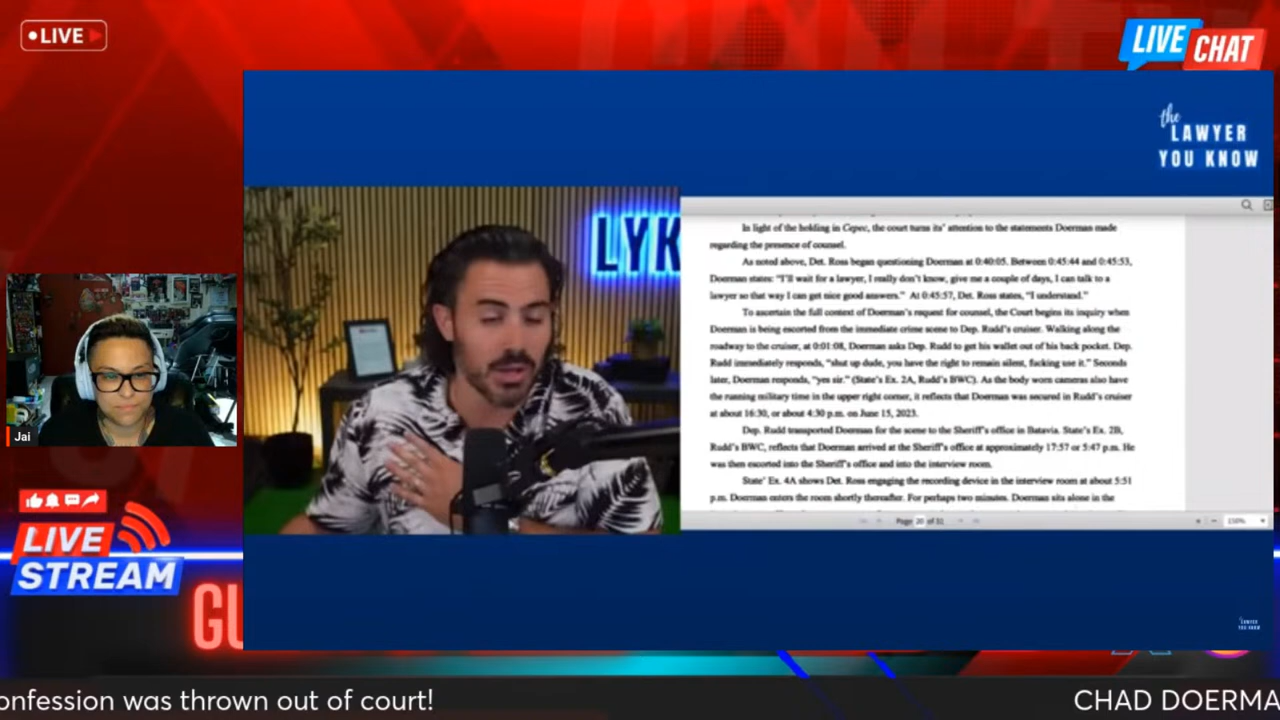 LIVE
LIVE
CHAT
the
LAWYER
YOU KNOW
LYK
In light of the holding in Cepec, the court turns its' attention to the statements Doerman made
regarding the presence of counsel.
As noted above, Det. Ross began questioning Doerman at 0:40:05. Between 0:45:44 and 0:45:53,
Doerman states: "I'll wait for a lawyer, I really don't know, give me a couple of days, I can talk to a
lawyer so that way I can get nice good answers." At 0:45:57, Det. Ross states, "I understand."
To ascertain the full context of Doerman's request for counsel, the Court begins its inquiry when
Doerman is being escorted from the immediate crime scene to Dep. Rudd's cruiser. Walking along the
roadway to the cruiser, at 0:01:08, Doerman asks Dep. Rudd to get his wallet out of his back pocket. Dep.
Rudd immediately responds, "shut up dude, you have the right to remain silent, fucking use it." Seconds
later, Doerman responds, "yes sir." (State's Ex. 2A, Rudd's BWC). As the body worn cameras also have
the running military time in the upper right corner, it reflects that Doerman was secured in Rudd's cruiser
at about 16:30, or about 4:30 p.m. on June 15, 2023.
Dep. Rudd transported Doerman for the scene to the Sheriff's office in Batavia. State's Ex. 2B,
Rudd's BWC, reflects that Doerman arrived at the Sheriff's office at approximately 17:57 or 5:47 p.m. He
was then escorted into the Sheriff's office and into the interview room.
State' Ex. 4A shows Det. Ross engaging the recording device in the interview room at about 5:51
p.m. Doerman enters the room shortly thereafter. For perhaps two minutes. Doerman sits alone in the
Page 20 of 31
150%
Jai
LIVE
STREAM
GU
LAWYER
YOU KNOW
onfession was thrown out of court!
CHAD DOERMA